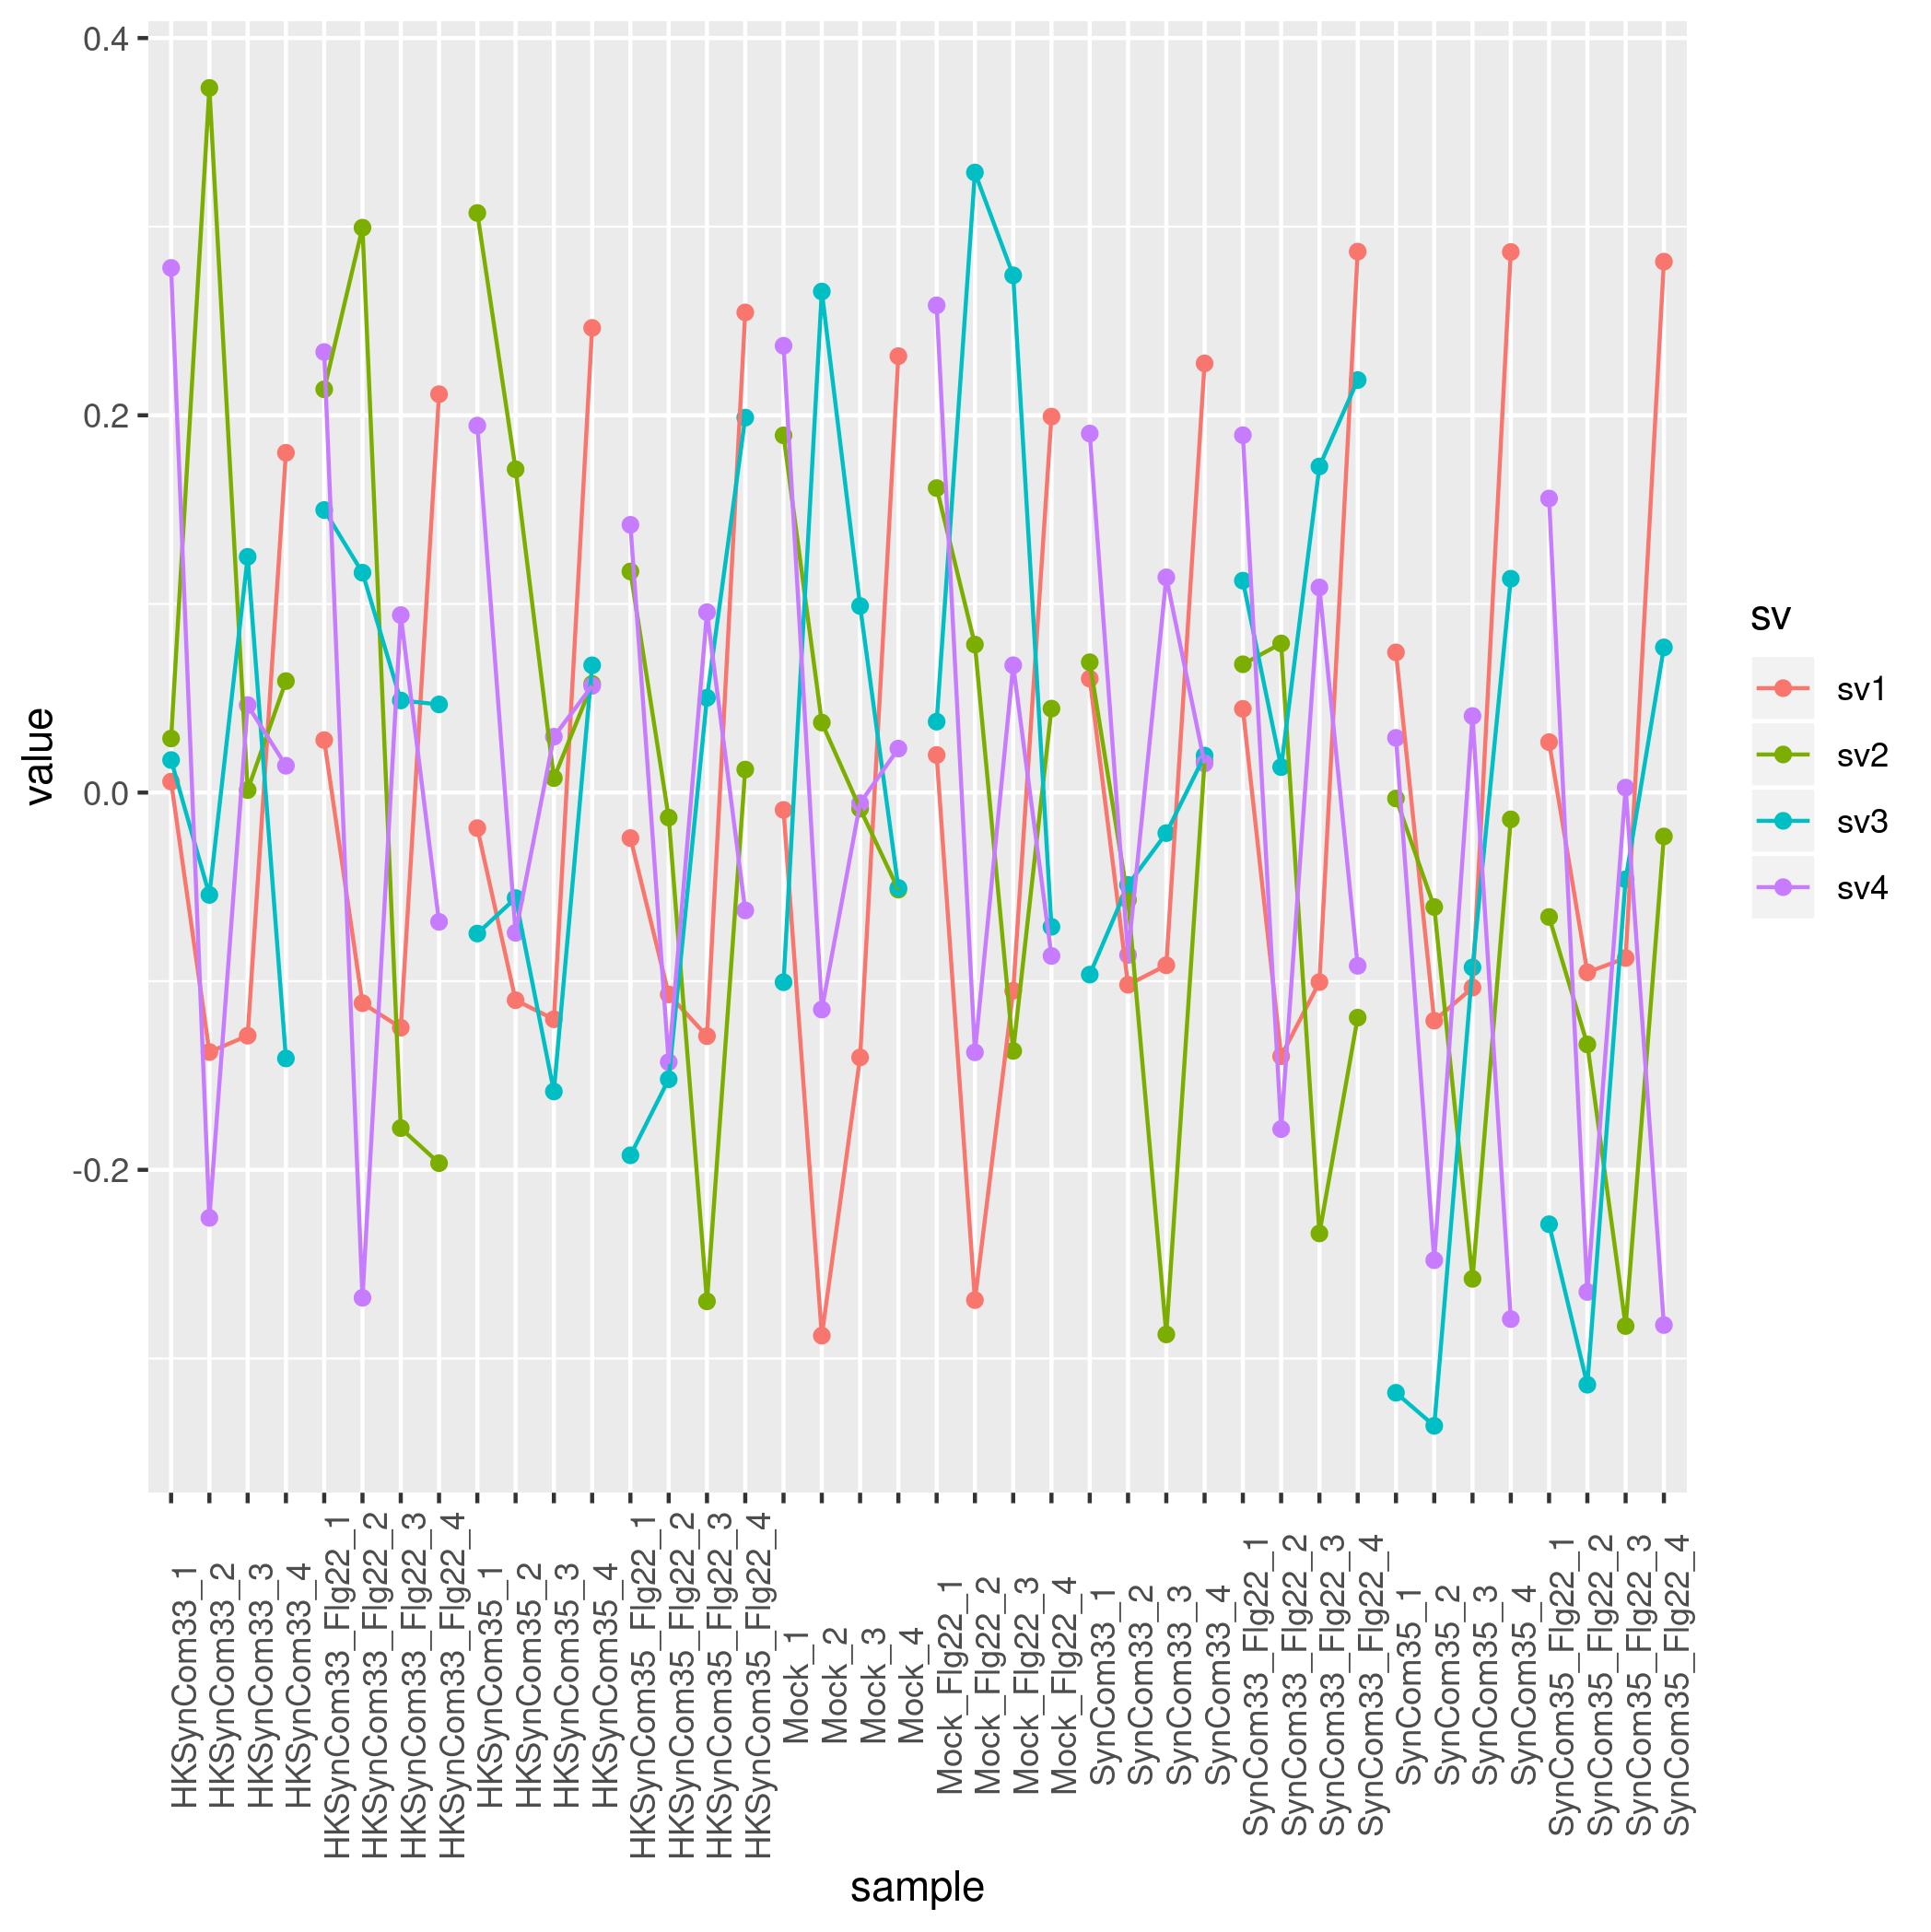 0.4
0.2
0.0
-0.2
value
HKSynCom33_1
HKSynCom33_2
HKSynCom33_3
HKSynCom33_4
HKSynCom33_Flg22_1
HKSynCom33_Flg22_2
HKSynCom33_Flg22_3
HKSynCom33_Flg22_4
HKSynCom35_1
HKSynCom35_2
HKSynCom35_3
HKSynCom35_4
HKSynCom35_Flg22_1
HKSynCom35_Flg22_2
HKSynCom35_Flg22_3
HKSynCom35_Flg22_4
Mock_1
Mock_2
Mock_3
Mock_4
Mock_Flg22_1
Mock_Flg22_2
Mock_Flg22_3
Mock_Flg22_4
SynCom33_1
SynCom33_2
SynCom33_3
SynCom33_4
SynCom33_Flg22_1
SynCom33_Flg22_2
SynCom33_Flg22_3
SynCom33_Flg22_4
SynCom35_1
SynCom35_2
SynCom35_3
SynCom35_4
SynCom35_Flg22_1
SynCom35_Flg22_2
SynCom35_Flg22_3
SynCom35_Flg22_4
sample
sv
sv1
sv2
sv3
sv4